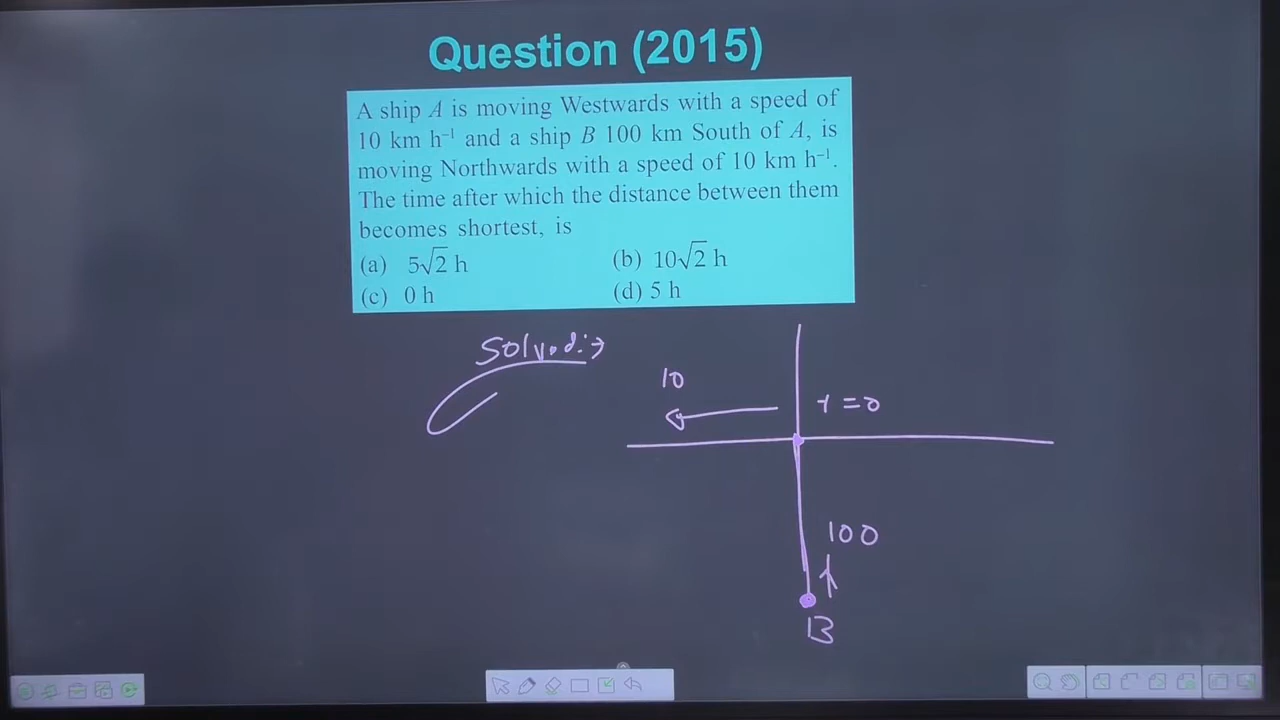 Question (2015)
A ship A is moving Westwards with a speed of
10 km h⁻¹ and a ship B 100 km South of A, is
moving Northwards with a speed of 10 km h⁻¹.
The time after which the distance between them
becomes shortest, is
(a) 5√2 h (b) 10√2 h
(c) 0 h (d) 5 h
Solved:→
10
t=0
100
B